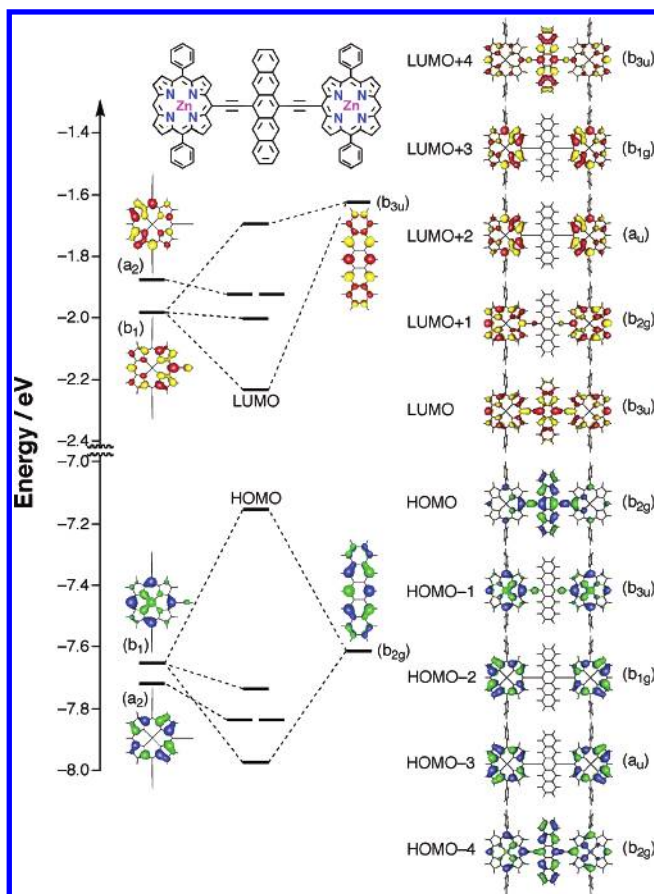 N
N
Zn
N
N
N
N
Zn
N
N
Energy / eV
−1.4
−1.6
−1.8
−2.0
−2.2
−2.4
−7.0
−7.2
−7.4
−7.6
−7.8
−8.0
(a2)
(b1)
(b3u)
LUMO
HOMO
(b1)
(a2)
(b2g)
LUMO+4 (b3u)
LUMO+3 (b1g)
LUMO+2 (au)
LUMO+1 (b2g)
LUMO (b3u)
HOMO (b2g)
HOMO−1 (b3u)
HOMO−2 (b1g)
HOMO−3 (au)
HOMO−4 (b2g)